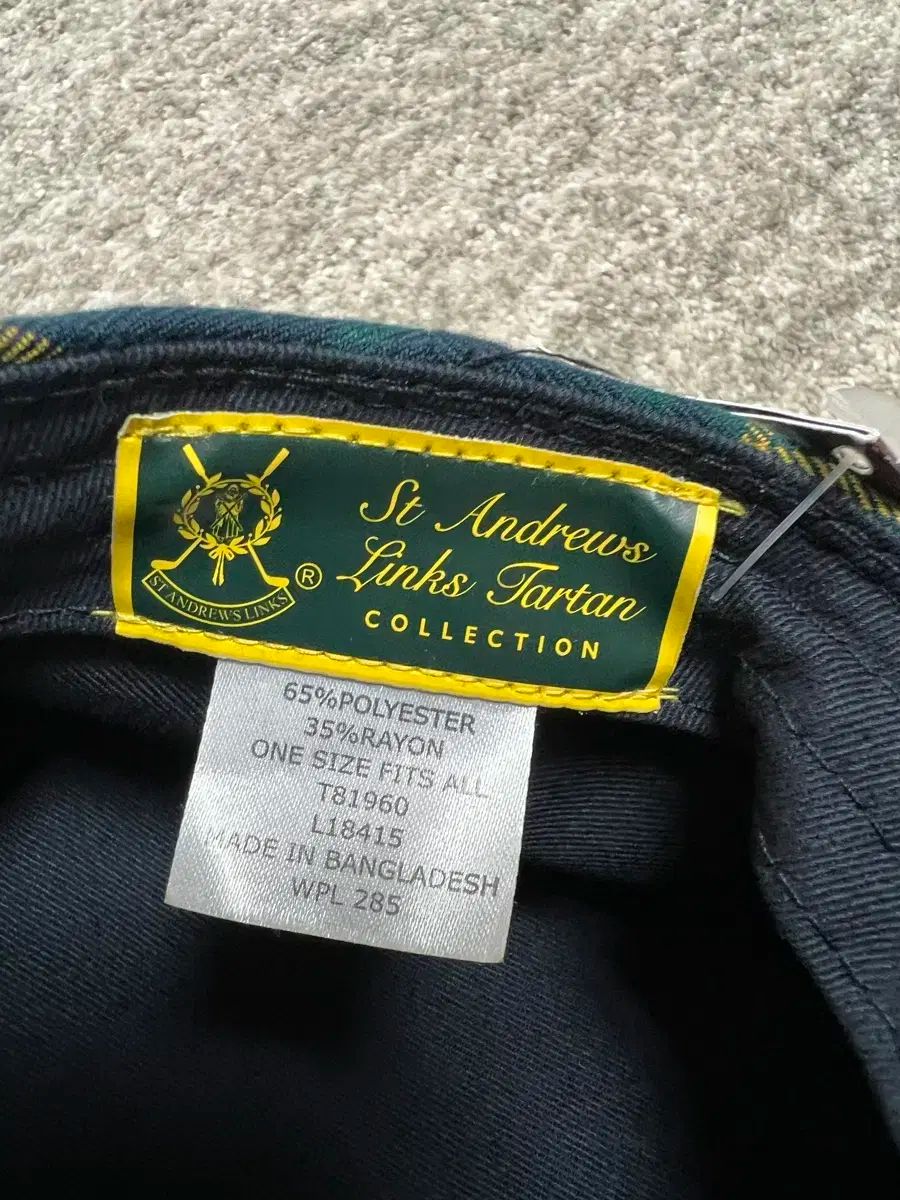 St Andrews
Links Tartan
COLLECTION
ST ANDREWS LINKS
®
65%POLYESTER
35%RAYON
ONE SIZE FITS ALL
T81960
L18415
MADE IN BANGLADESH
WPL 285